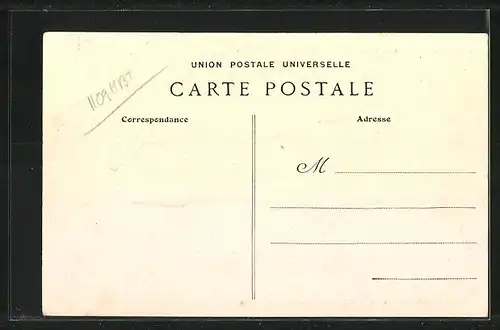 UNION POSTALE UNIVERSELLE
CARTE POSTALE
Correspondance
Adresse
M